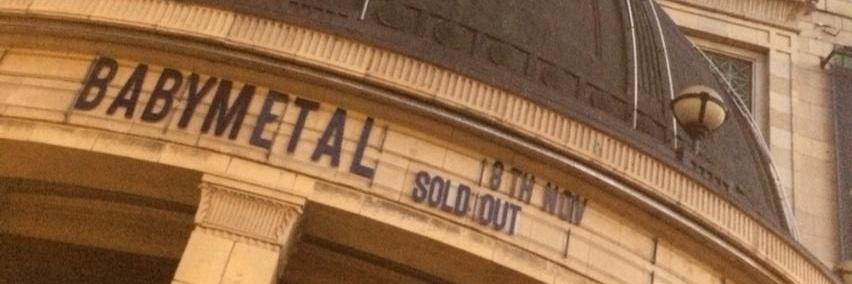 BABYMETAL
8TH NOV
SOLD OUT